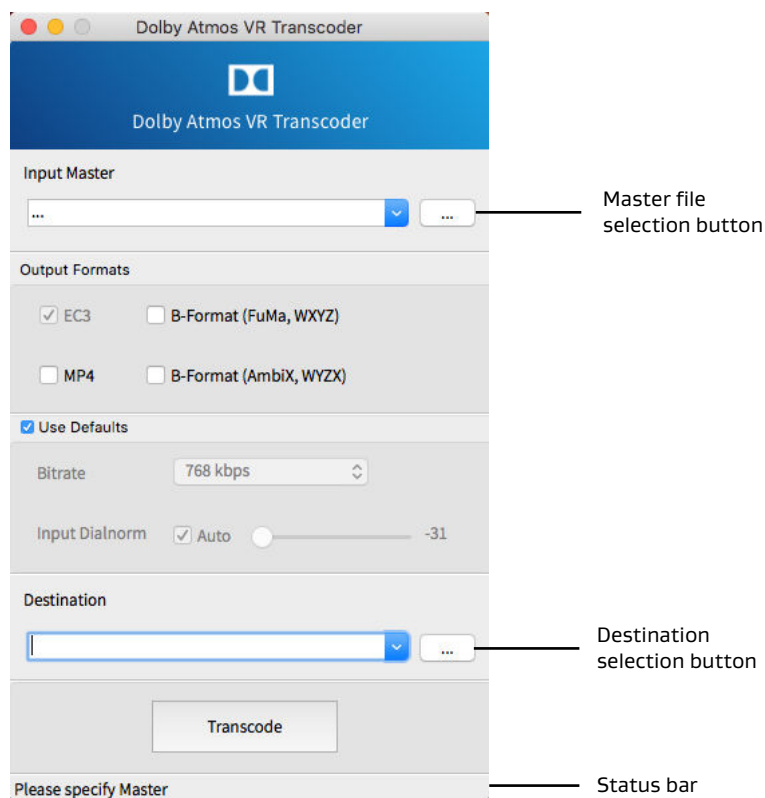 Dolby Atmos VR Transcoder
Dolby Atmos VR Transcoder
Input Master
...
...
Master file
selection button
Output Formats
EC3 B-Format (FuMa, WXYZ)
MP4 B-Format (AmbiX, WYZX)
Use Defaults
Bitrate 768 kbps
Input Dialnorm Auto -31
Destination
...
Destination
selection button
Transcode
Please specify Master
Status bar